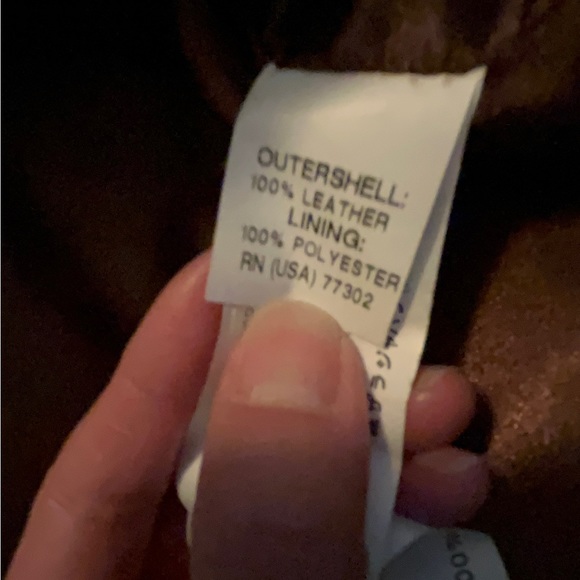 OUTERSHELL:
100% LEATHER
LINING:
100% POLYESTER
RN (USA) 77302